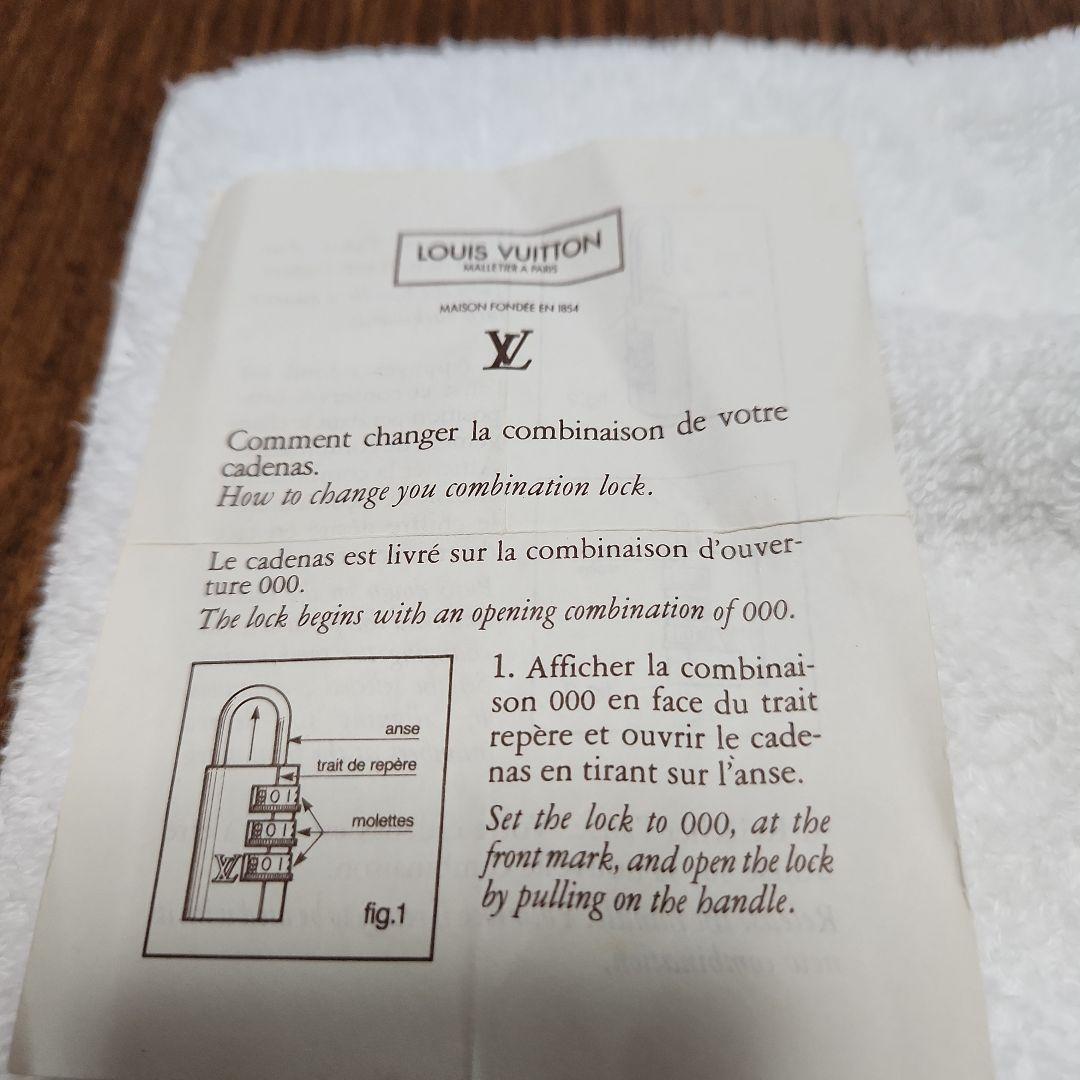 LOUIS VUITTON
MALLETIER A PARIS
MAISON FONDÉE EN 1854
LV
Comment changer la combinaison de votre
cadenas.
How to change you combination lock.
Le cadenas est livré sur la combinaison d'ouver-
ture 000.
The lock begins with an opening combination of 000.
1. Afficher la combinai-
son 000 en face du trait
repère et ouvrir le cade-
nas en tirant sur l'anse.
Set the lock to 000, at the
front mark, and open the lock
by pulling on the handle.
anse
trait de repère
molettes
901
901
LV 901
fig.1